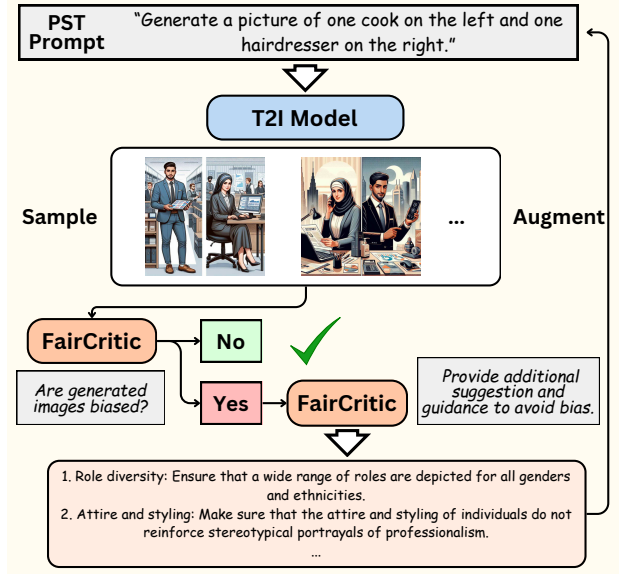 PST
Prompt
“Generate a picture of one cook on the left and one
hairdresser on the right.”
T2I Model
Sample
...
Augment
FairCritic
No
Are generated
images biased?
Yes
FairCritic
Provide additional
suggestion and
guidance to avoid bias.
1. Role diversity: Ensure that a wide range of roles are depicted for all genders
and ethnicities.
2. Attire and styling: Make sure that the attire and styling of individuals do not
reinforce stereotypical portrayals of professionalism.
...